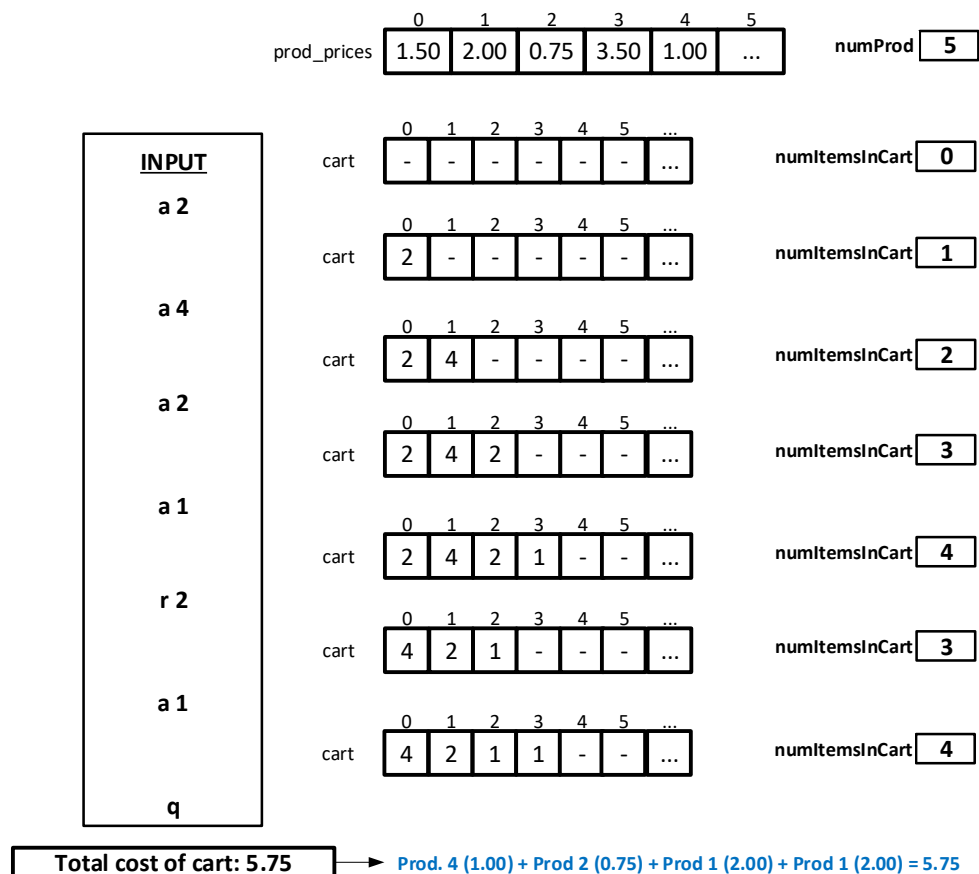 0 1 2 3 4 5
prod_prices 1.50 2.00 0.75 3.50 1.00 ... numProd 5
0 1 2 3 4 5 ...
INPUT cart - - - - - - ... numItemsInCart 0
a 2
0 1 2 3 4 5 ...
cart 2 - - - - - ... numItemsInCart 1
a 4
0 1 2 3 4 5 ...
cart 2 4 - - - - ... numItemsInCart 2
a 2
0 1 2 3 4 5 ...
cart 2 4 2 - - - ... numItemsInCart 3
a 1
0 1 2 3 4 5 ...
cart 2 4 2 1 - - ... numItemsInCart 4
r 2
0 1 2 3 4 5 ...
cart 4 2 1 - - - ... numItemsInCart 3
a 1
0 1 2 3 4 5 ...
cart 4 2 1 1 - - ... numItemsInCart 4
q
Total cost of cart: 5.75 Prod. 4 (1.00) + Prod 2 (0.75) + Prod 1 (2.00) + Prod 1 (2.00) = 5.75